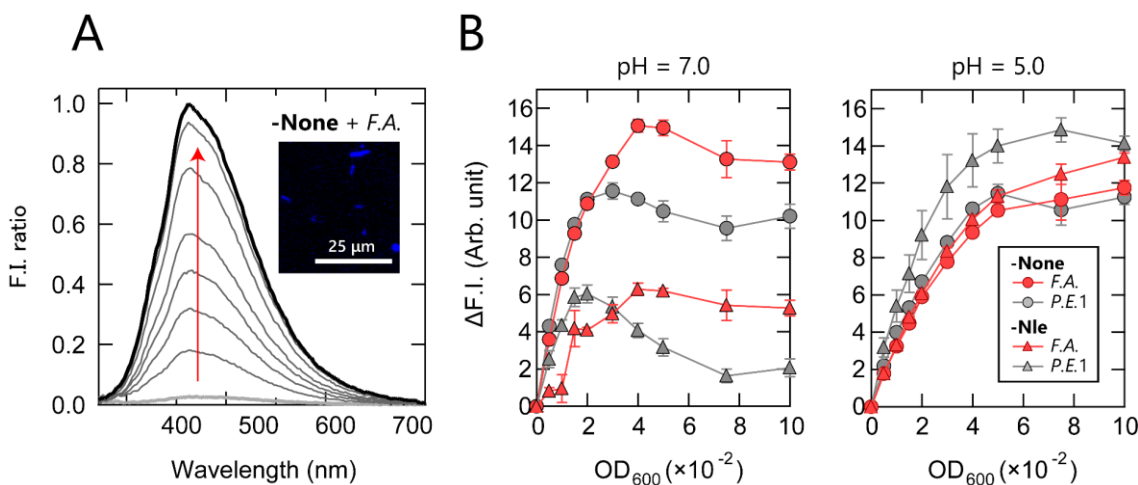 A
F.I. ratio
1.0
0.8
0.6
0.4
0.2
0.0
-None + F.A.
25 μm
400
500
600
700
Wavelength (nm)
B
ΔF.I. (Arb. unit)
pH = 7.0
16
14
12
10
8
6
4
2
0
0 2 4 6 8 10
OD600 (×10-2)
pH = 5.0
16
14
12
10
8
6
4
2
0
0 2 4 6 8 10
OD600 (×10-2)
-None
F.A.
P.E.1
-Nle
F.A.
P.E.1